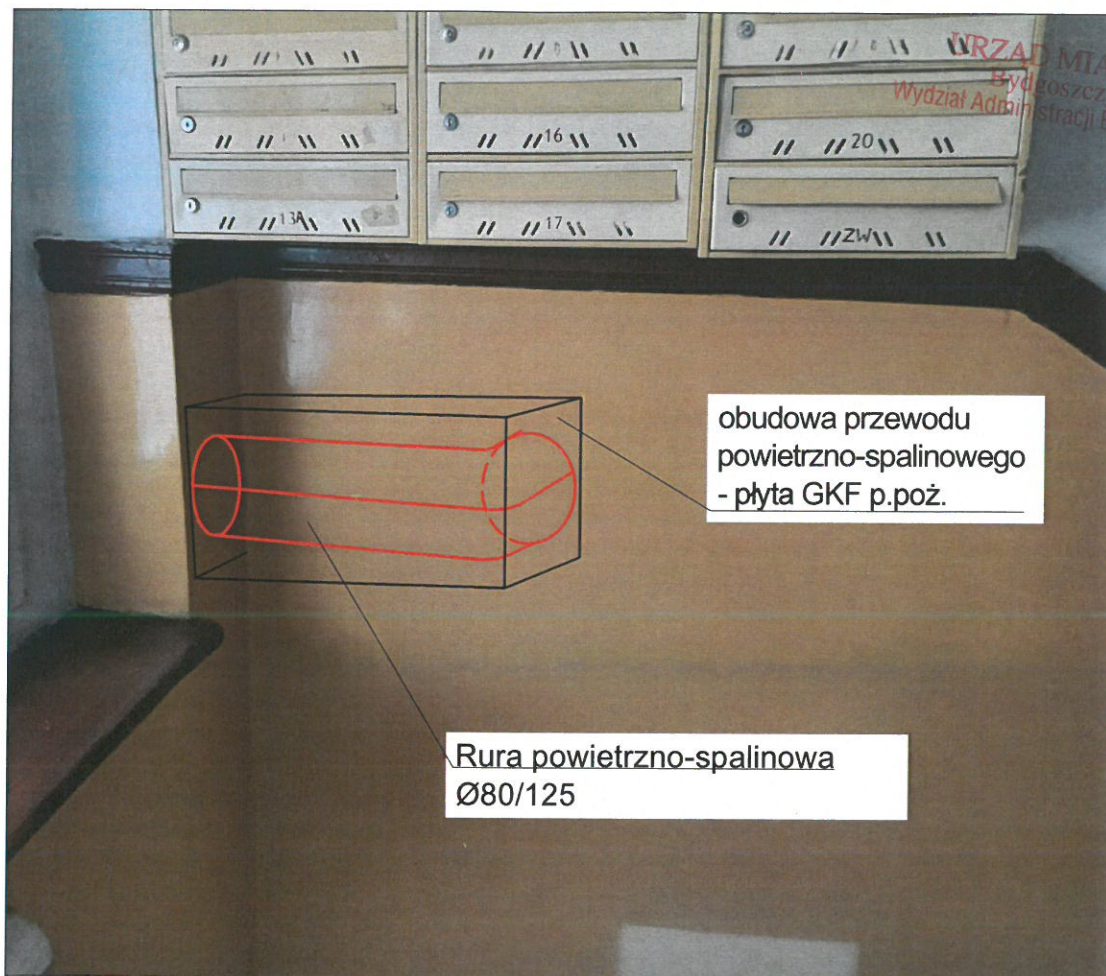 URZĄD MIA
Bydgoszcz
Wydział Administracji B
16
20
13A
17
ZW
obudowa przewodu
powietrzno-spalinowego
- płyta GKF p.poż.
Rura powietrzno-spalinowa
Ø80/125